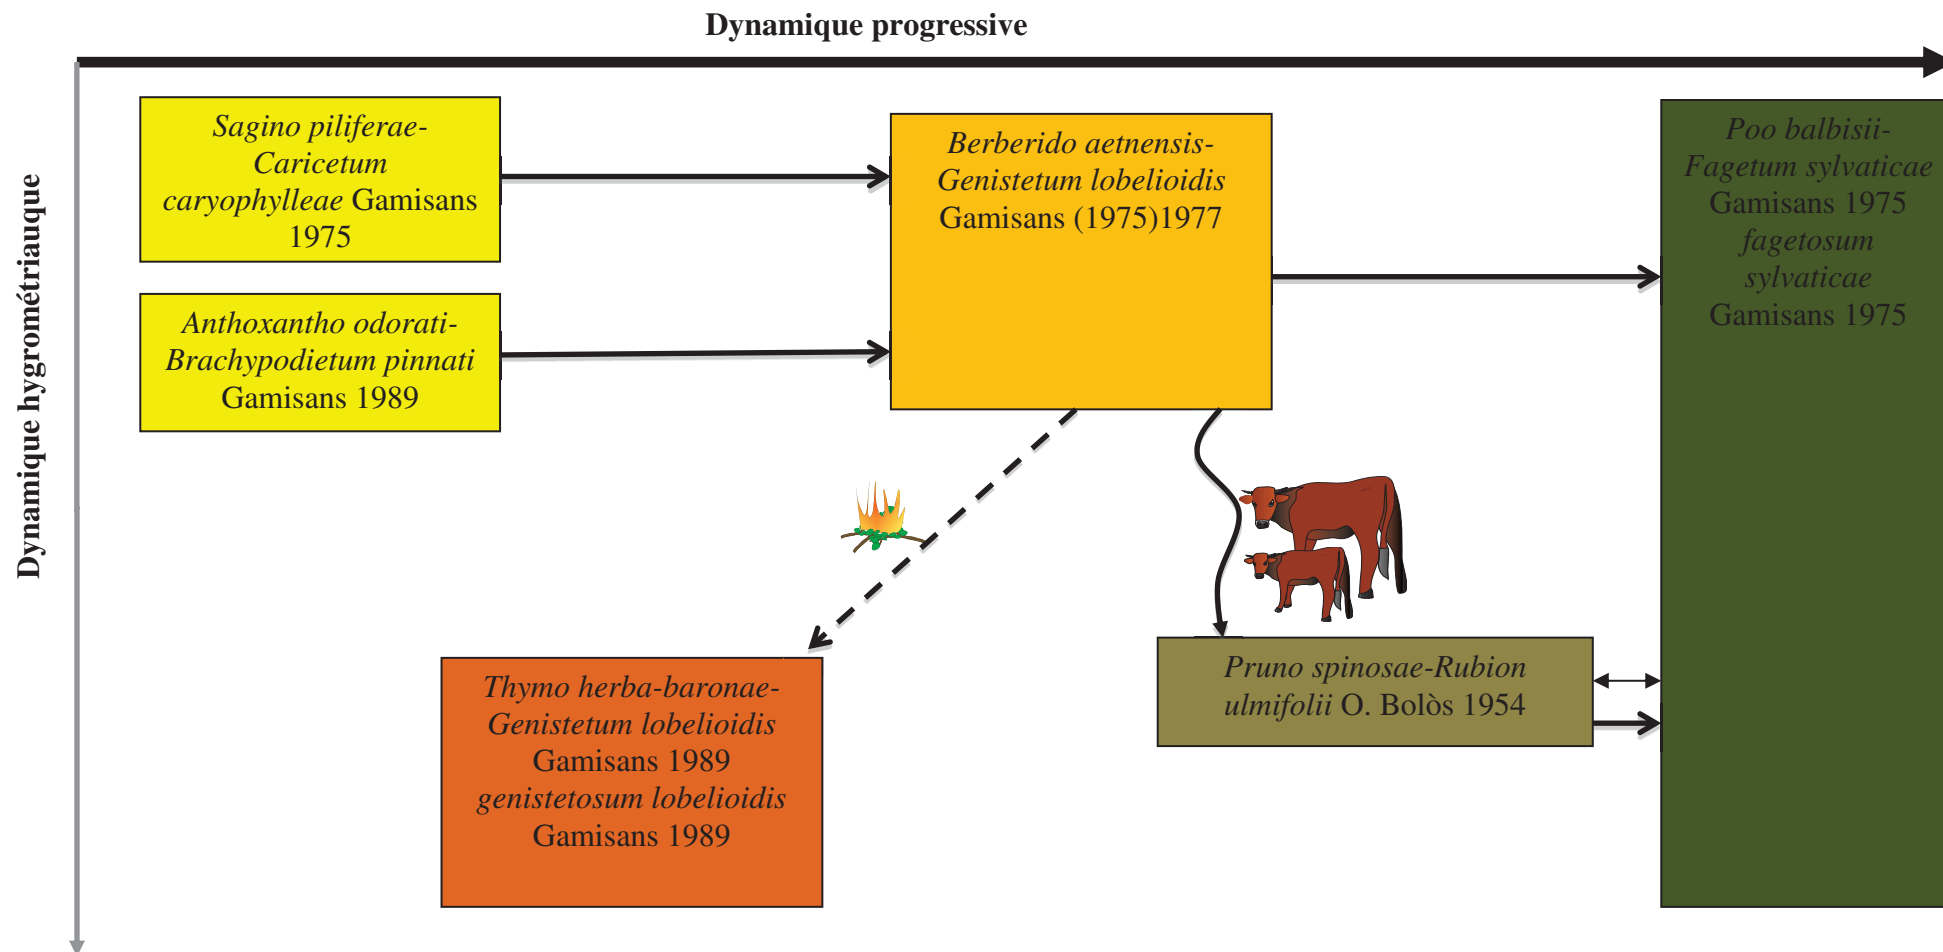 Dynamique progressive
Dynamique hygrométriauque
Sagino piliferae-
Caricetum
caryophylleae Gamisans
1975
Anthoxantho odorati-
Brachypodietum pinnati
Gamisans 1989
Berberido aetnensis-
Genistetum lobelioidis
Gamisans (1975)1977
Poo balbisii-
Fagetum sylvaticae
Gamisans 1975
fagetosum
sylvaticae
Gamisans 1975
Thymo herba-baronae-
Genistetum lobelioidis
Gamisans 1989
genistetosum lobelioidis
Gamisans 1989
Pruno spinosae-Rubion
ulmifolii O. Bolòs 1954